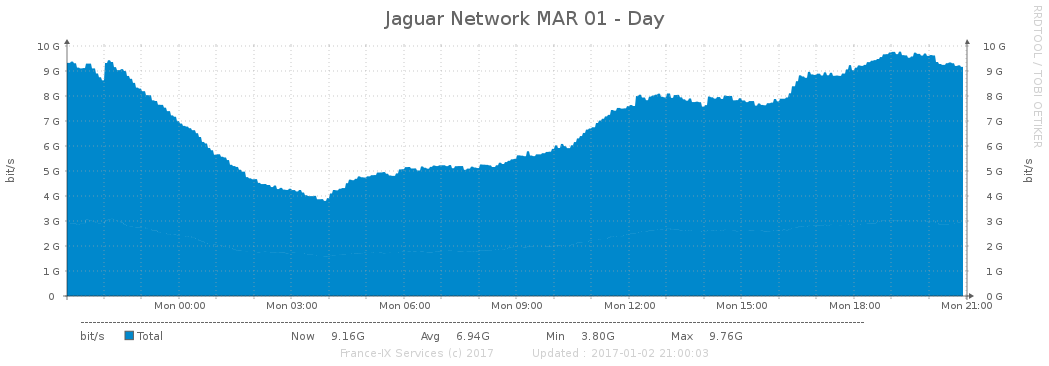 Jaguar Network MAR 01 - Day
RRDTOOL / TOBI OETIKER
bit/s
10 G
9 G
8 G
7 G
6 G
5 G
4 G
3 G
2 G
1 G
0
10 G
9 G
8 G
7 G
6 G
5 G
4 G
3 G
2 G
1 G
0 G
bit/s
Mon 00:00 Mon 03:00 Mon 06:00 Mon 09:00 Mon 12:00 Mon 15:00 Mon 18:00 Mon 21:00
bit/s Total Now 9.16G Avg 6.94G Min 3.80G Max 9.76G
France-IX Services (c) 2017 Updated : 2017-01-02 21:00:03